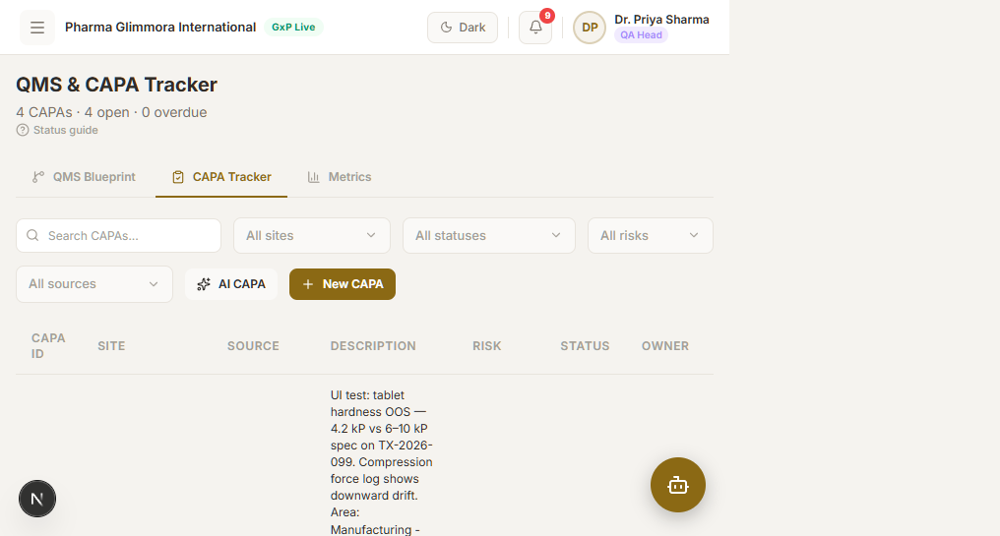 Pharma Glimmora International
GxP Live
Dark
9
DP
Dr. Priya Sharma
QA Head
QMS & CAPA Tracker
4 CAPAs · 4 open · 0 overdue
Status guide
QMS Blueprint
CAPA Tracker
Metrics
Search CAPAs...
All sites
All statuses
All risks
All sources
AI CAPA
New CAPA
CAPA ID
SITE
SOURCE
DESCRIPTION
RISK
STATUS
OWNER
UI test: tablet
hardness OOS —
4.2 kP vs 6–10 kP
spec on TX-2026-
099. Compression
force log shows
downward drift.
Area:
Manufacturing -
N